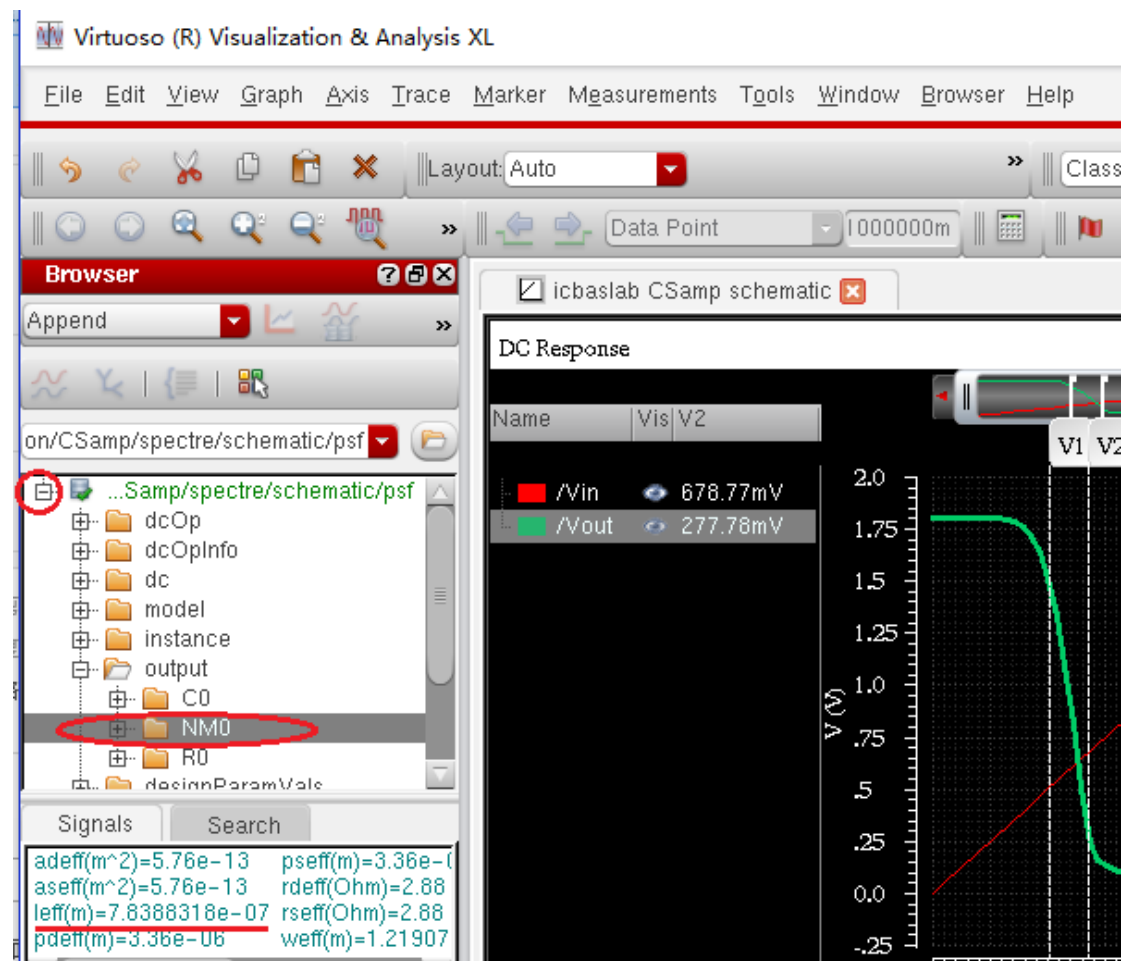 Virtuoso (R) Visualization & Analysis XL
File Edit View Graph Axis Trace Marker Measurements Tools Window Browser Help
Layout: Auto » Class
» Data Point 1000000m
Browser
Append »
icbaslab CSamp schematic
DC Response
on/CSamp/spectre/schematic/psf
Name Vis V2
V1 V2
...Samp/spectre/schematic/psf
dcOp
dcOpInfo
dc
model
instance
output
C0
NM0
R0
designParamVals
/Vin 678.77mV
/Vout 277.78mV
2.0
1.75
1.5
1.25
1.0
.75
.5
.25
0.0
-.25
V (V)
Signals Search
adeff(m^2)=5.76e-13 pseff(m)=3.36e-(
aseff(m^2)=5.76e-13 rdeff(Ohm)=2.88
leff(m)=7.8388318e-07 rseff(Ohm)=2.88
pdeff(m)=3.36e-06 weff(m)=1.21907